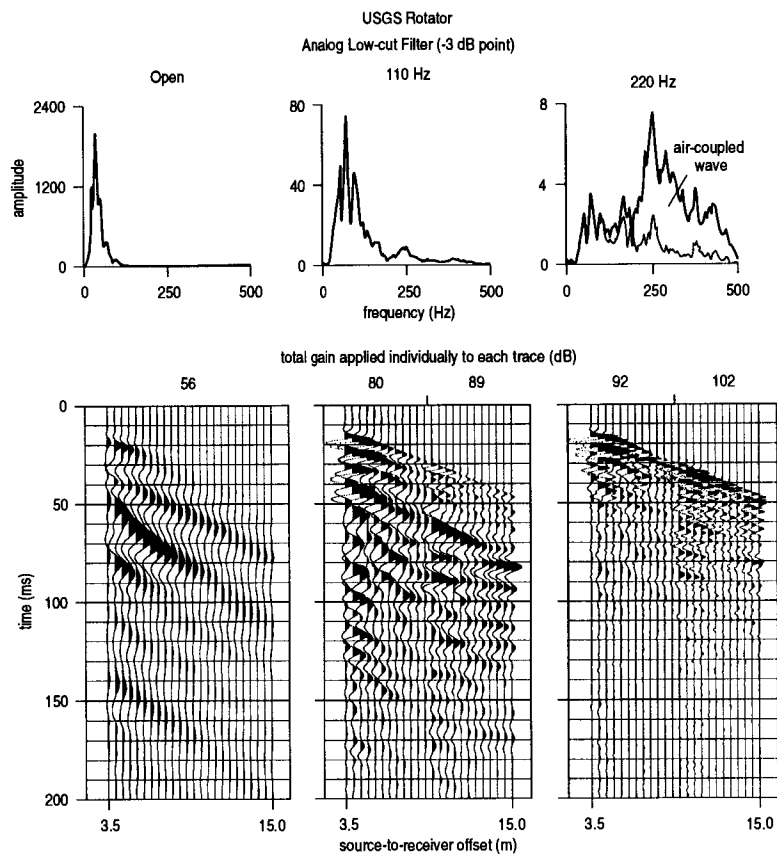 USGS Rotator
Analog Low-cut Filter (-3 dB point)
Open
110 Hz
220 Hz
2400
1200
0
amplitude
0
250
500
80
40
0
0
250
500
8
4
0
0
250
500
air-coupled
wave
frequency (Hz)
total gain applied individually to each trace (dB)
56
80
89
92
102
0
50
100
150
200
time (ms)
3.5
15.0
3.5
15.0
3.5
15.0
source-to-receiver offset (m)